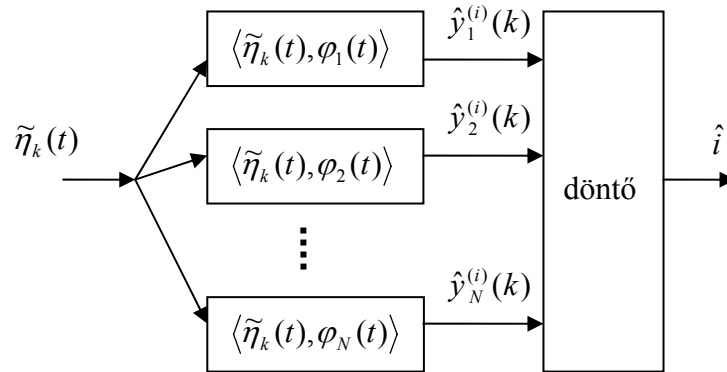 ⟨η̃ₖ(t),φ₁(t)⟩
ŷ₁⁽ⁱ⁾(k)
η̃ₖ(t)
⟨η̃ₖ(t),φ₂(t)⟩
ŷ₂⁽ⁱ⁾(k)
döntő
î
⟨η̃ₖ(t),φ_N(t)⟩
ŷ_N⁽ⁱ⁾(k)